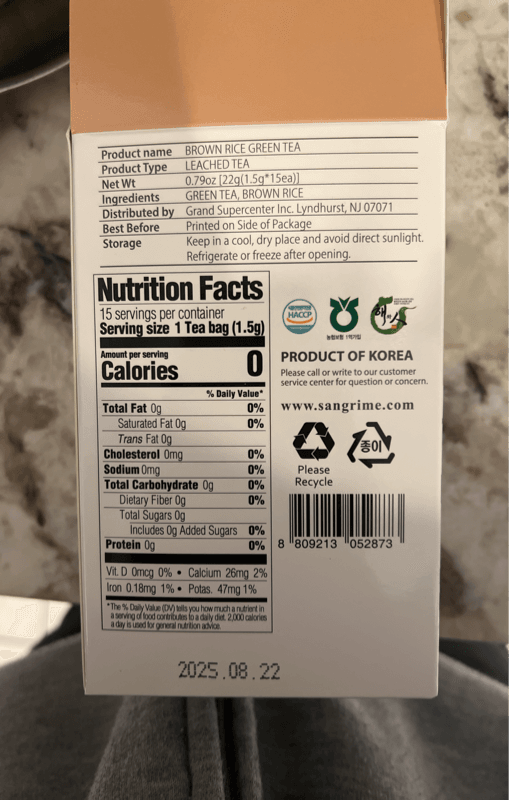 Product name BROWN RICE GREEN TEA
Product Type LEACHED TEA
Net Wt 0.79oz [22g(1.5g*15ea)]
Ingredients GREEN TEA, BROWN RICE
Distributed by Grand Supercenter Inc. Lyndhurst, NJ 07071
Best Before Printed on Side of Package
Storage Keep in a cool, dry place and avoid direct sunlight.
Refrigerate or freeze after opening.
Nutrition Facts
15 servings per container
Serving size 1 Tea bag (1.5g)
Amount per serving
Calories 0
% Daily Value*
Total Fat 0g 0%
Saturated Fat 0g 0%
Trans Fat 0g
Cholesterol 0mg 0%
Sodium 0mg 0%
Total Carbohydrate 0g 0%
Dietary Fiber 0g 0%
Total Sugars 0g
Includes 0g Added Sugars 0%
Protein 0g 0%
Vit. D 0mcg 0% • Calcium 26mg 2%
Iron 0.18mg 1% • Potas. 47mg 1%
*The % Daily Value (DV) tells you how much a nutrient in
a serving of food contributes to a daily diet. 2,000 calories
a day is used for general nutrition advice.
HACCP
PRODUCT OF KOREA
Please call or write to our customer
service center for question or concern.
www.sangrime.com
종이
Please
Recycle
8 809213 052873
2025.08.22